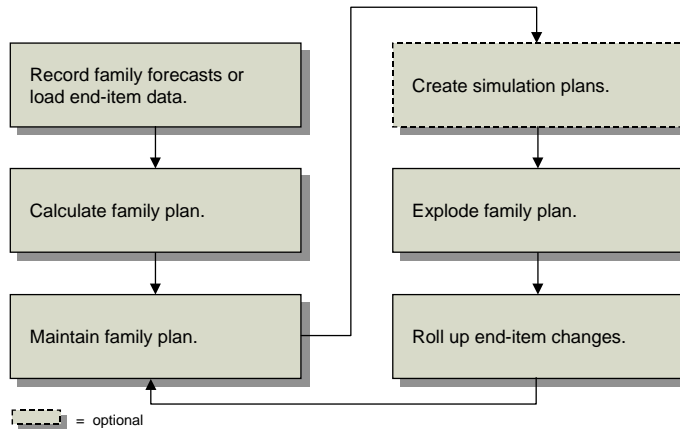 Record family forecasts or
load end-item data.
Calculate family plan.
Maintain family plan.
Create simulation plans.
Explode family plan.
Roll up end-item changes.
= optional